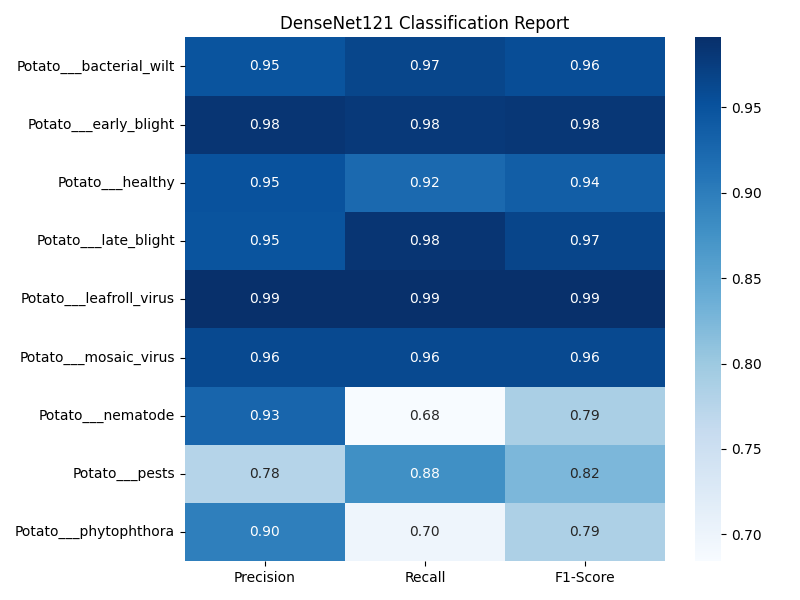 DenseNet121 Classification Report
Potato___bacterial_wilt 0.95 0.97 0.96
Potato___early_blight 0.98 0.98 0.98
Potato___healthy 0.95 0.92 0.94
Potato___late_blight 0.95 0.98 0.97
Potato___leafroll_virus 0.99 0.99 0.99
Potato___mosaic_virus 0.96 0.96 0.96
Potato___nematode 0.93 0.68 0.79
Potato___pests 0.78 0.88 0.82
Potato___phytophthora 0.90 0.70 0.79
Precision Recall F1-Score
0.95
0.90
0.85
0.80
0.75
0.70